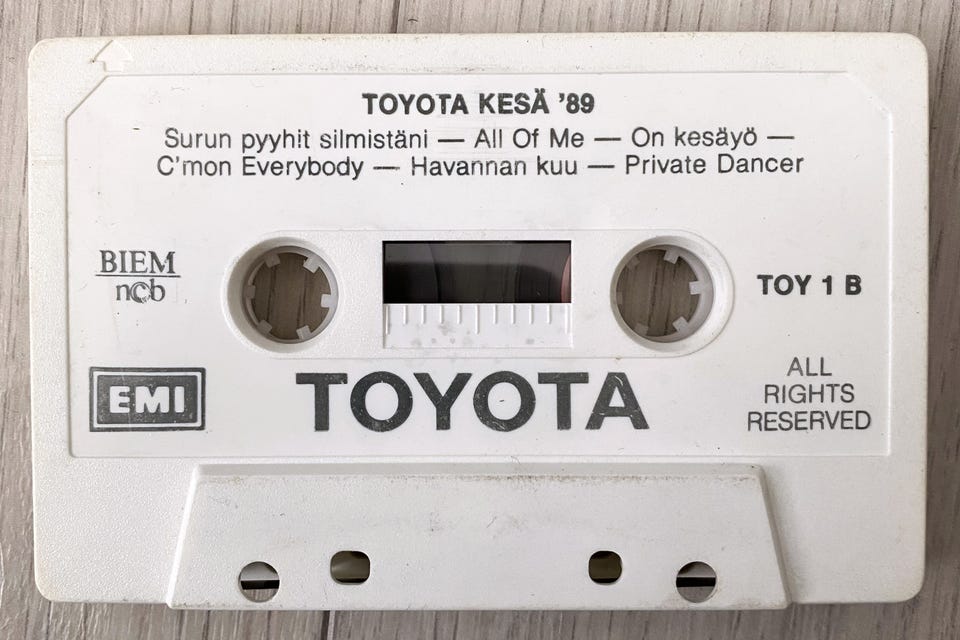 TOYOTA KESÄ '89
Surun pyyhit silmistäni — All Of Me — On kesäyö —
C'mon Everybody — Havannan kuu — Private Dancer
BIEM
ncb
TOY 1 B
EMI
TOYOTA
ALL
RIGHTS
RESERVED